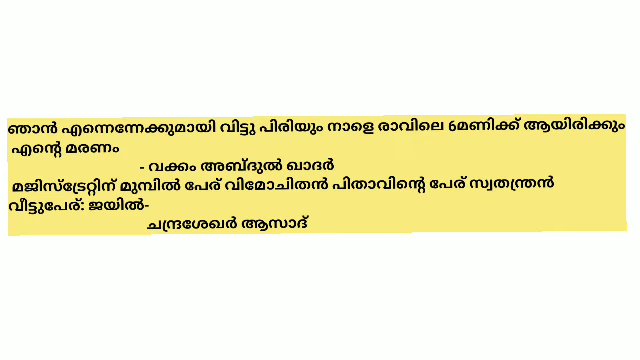 ഞാൻ എന്നെന്നേക്കുമായി വിട്ടു പിരിയും നാളെ രാവിലെ 6മണിക്ക് ആയിരിക്കും
എന്റെ മരണം
- വക്കം അബ്ദുൽ ഖാദർ
മജിസ്ട്രേറ്റിന് മുമ്പിൽ പേര് വിമോചിതൻ പിതാവിന്റെ പേര് സ്വതന്ത്രൻ
വീട്ടുപേര്: ജയിൽ-
ചന്ദ്രശേഖർ ആസാദ്